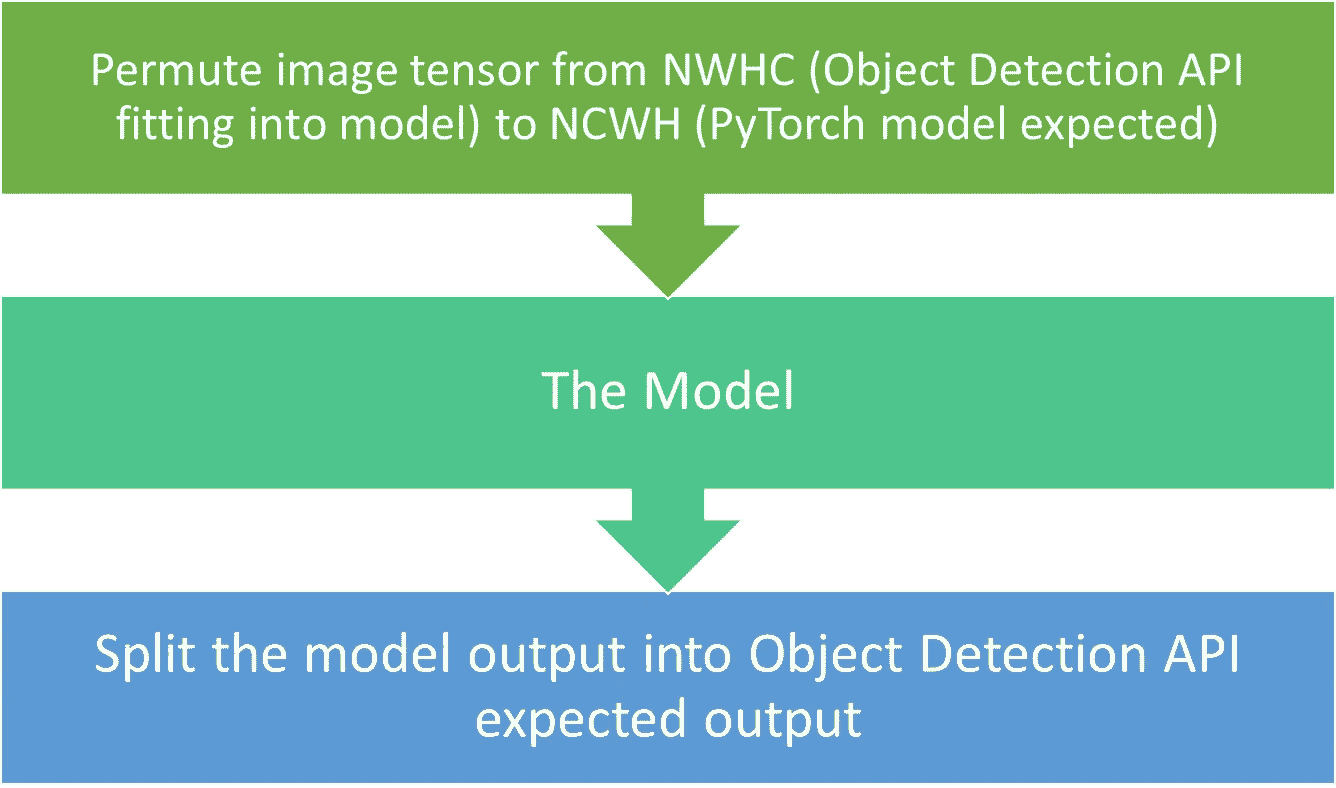 Permute image tensor from NWHC (Object Detection API
fitting into model) to NCWH (PyTorch model expected)
The Model
Split the model output into Object Detection API
expected output